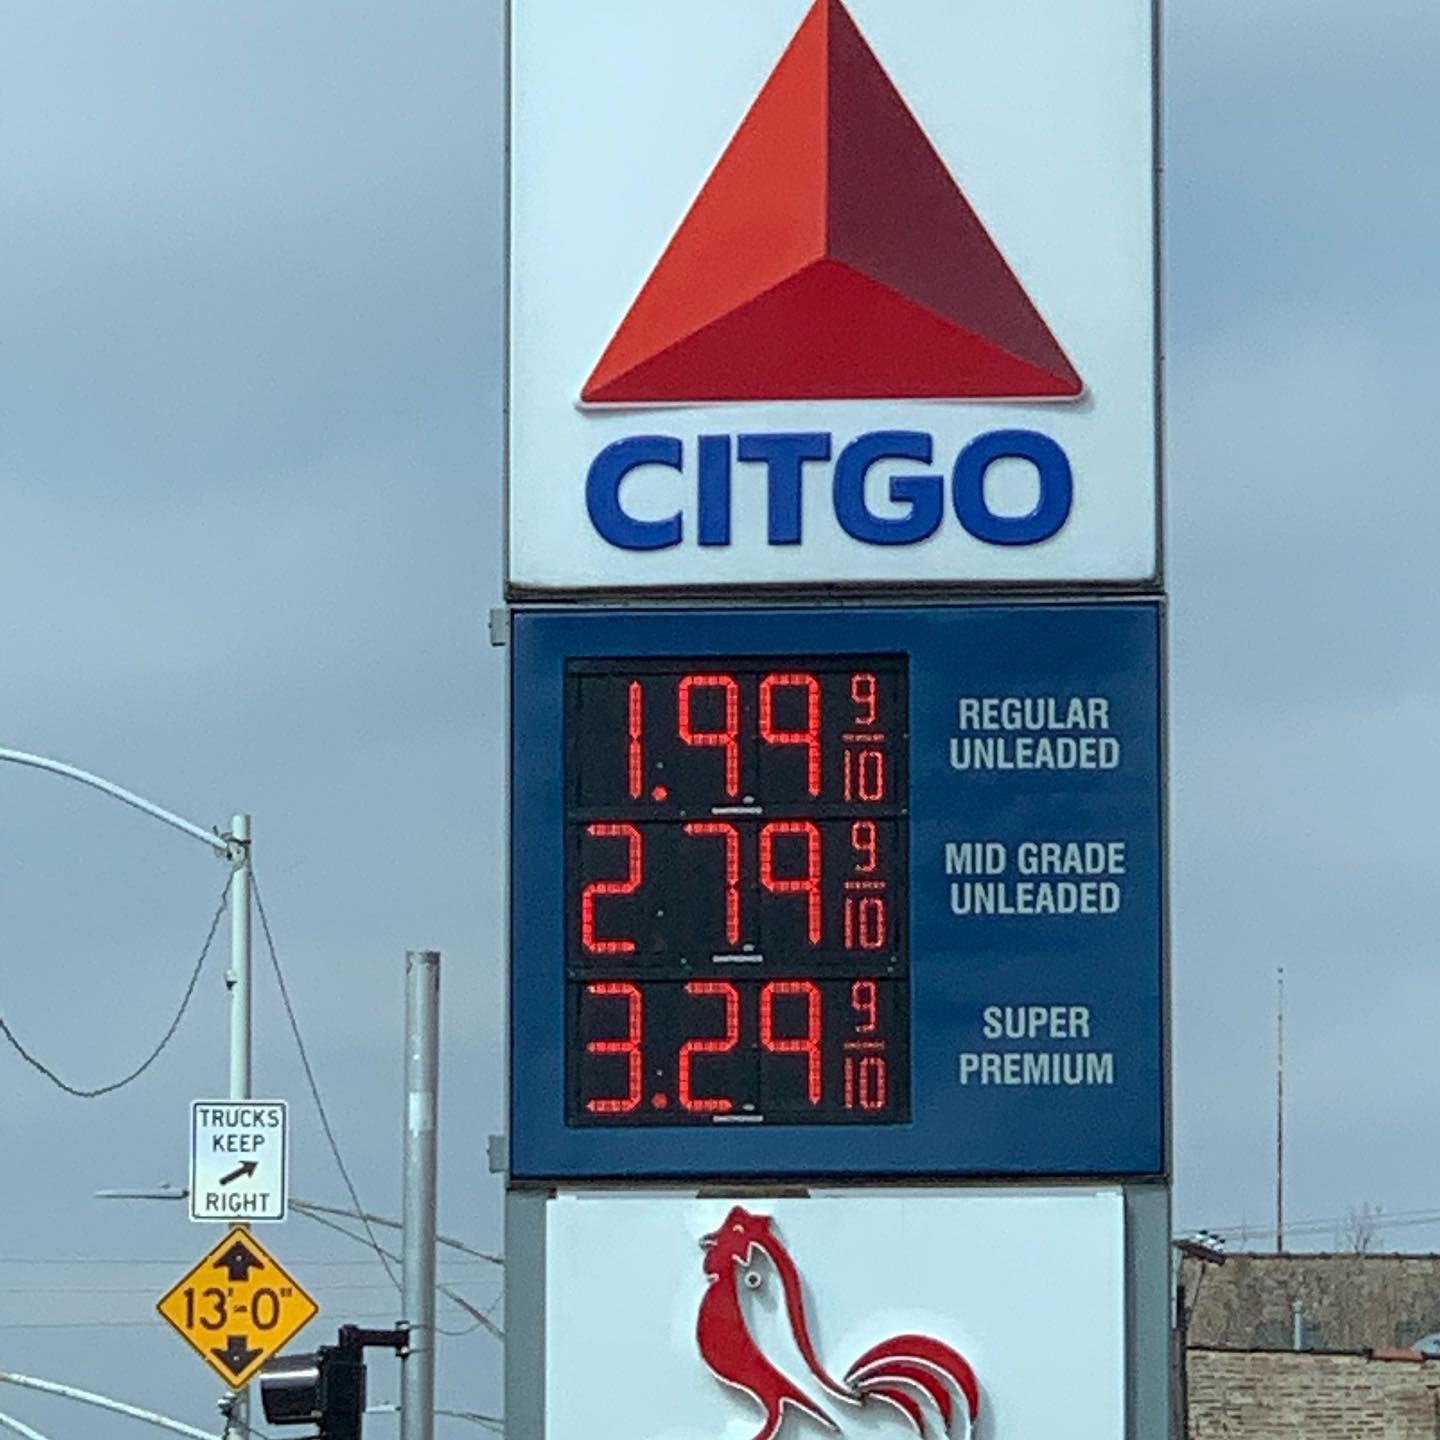 CITGO
1.99 9/10 REGULAR
UNLEADED
2.79 9/10 MID GRADE
UNLEADED
3.29 9/10 SUPER
PREMIUM
TRUCKS
KEEP
RIGHT
13'-0"